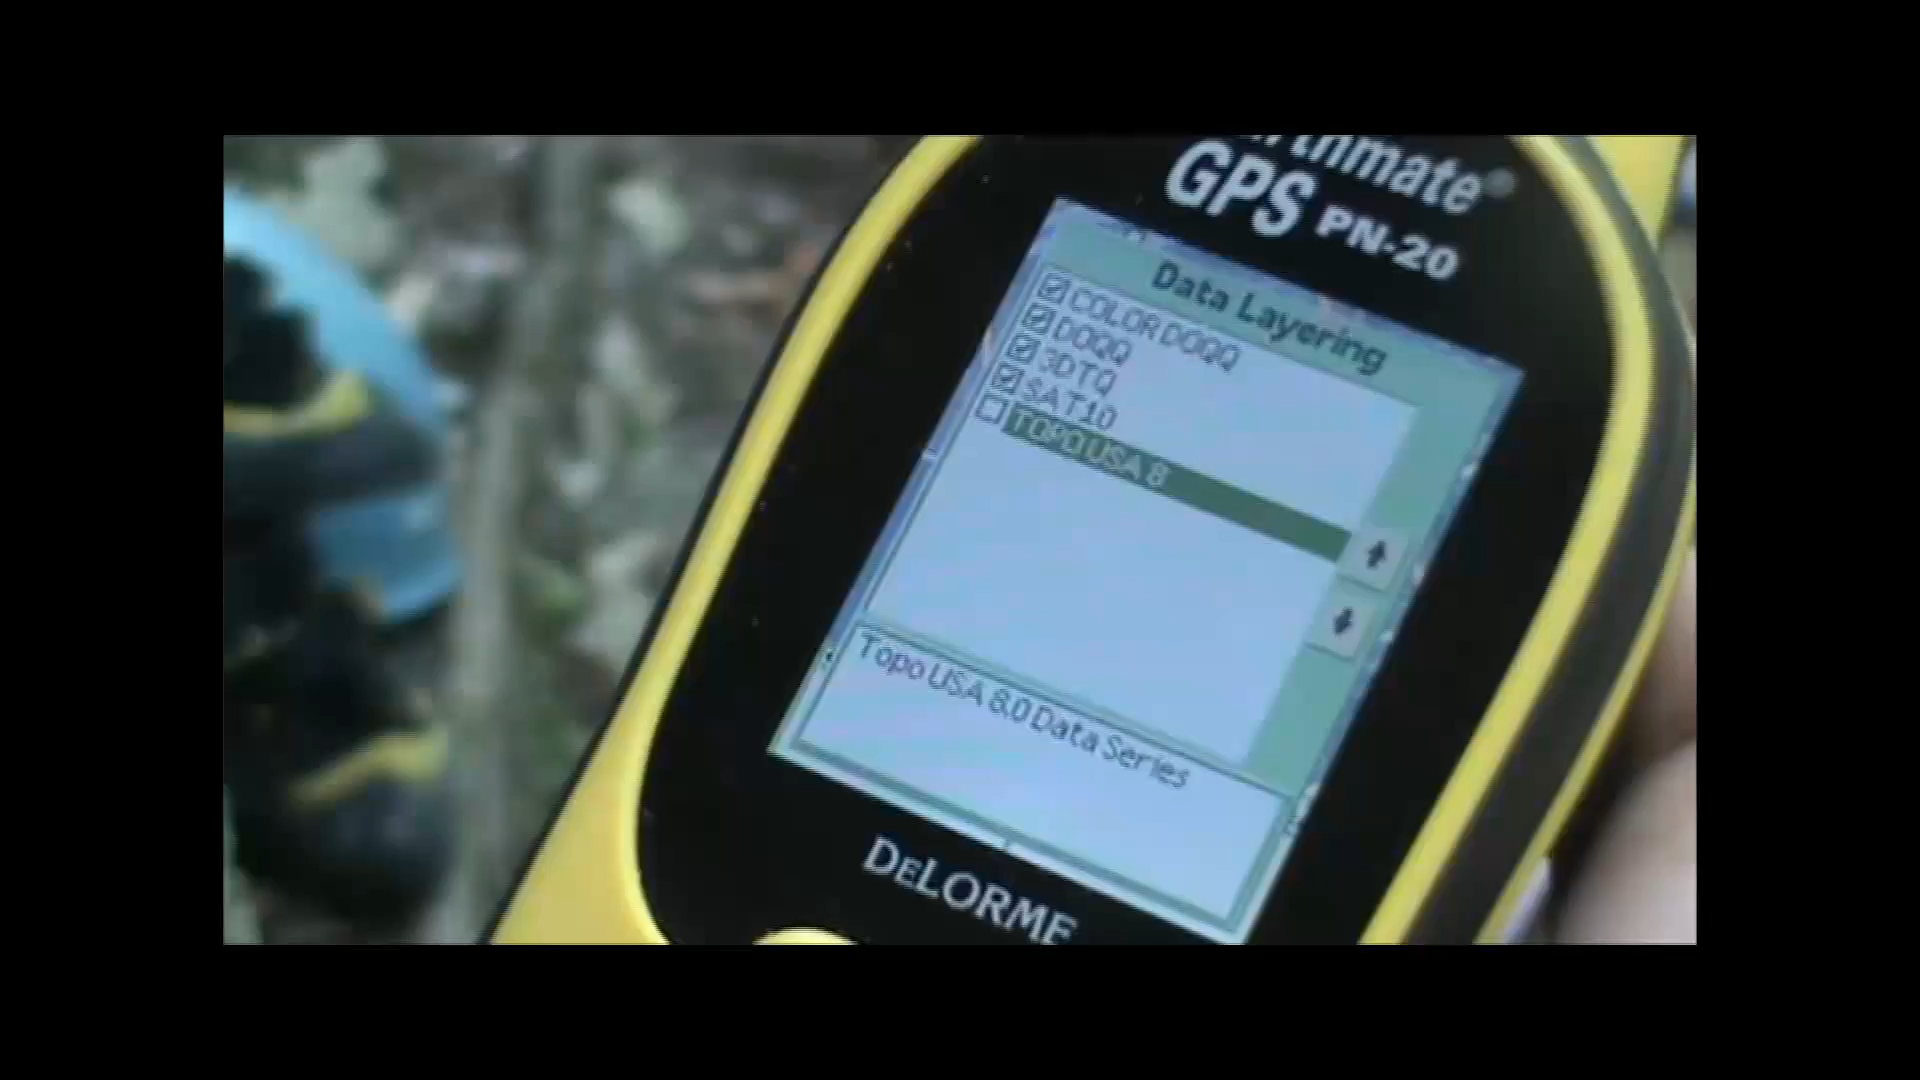 rthmate®
GPS PN-20
Data Layering
COLOR DOQQ
DOQQ
3DTQ
SAT10
TOPO USA 8
Topo USA 8.0 Data Series
DELORME